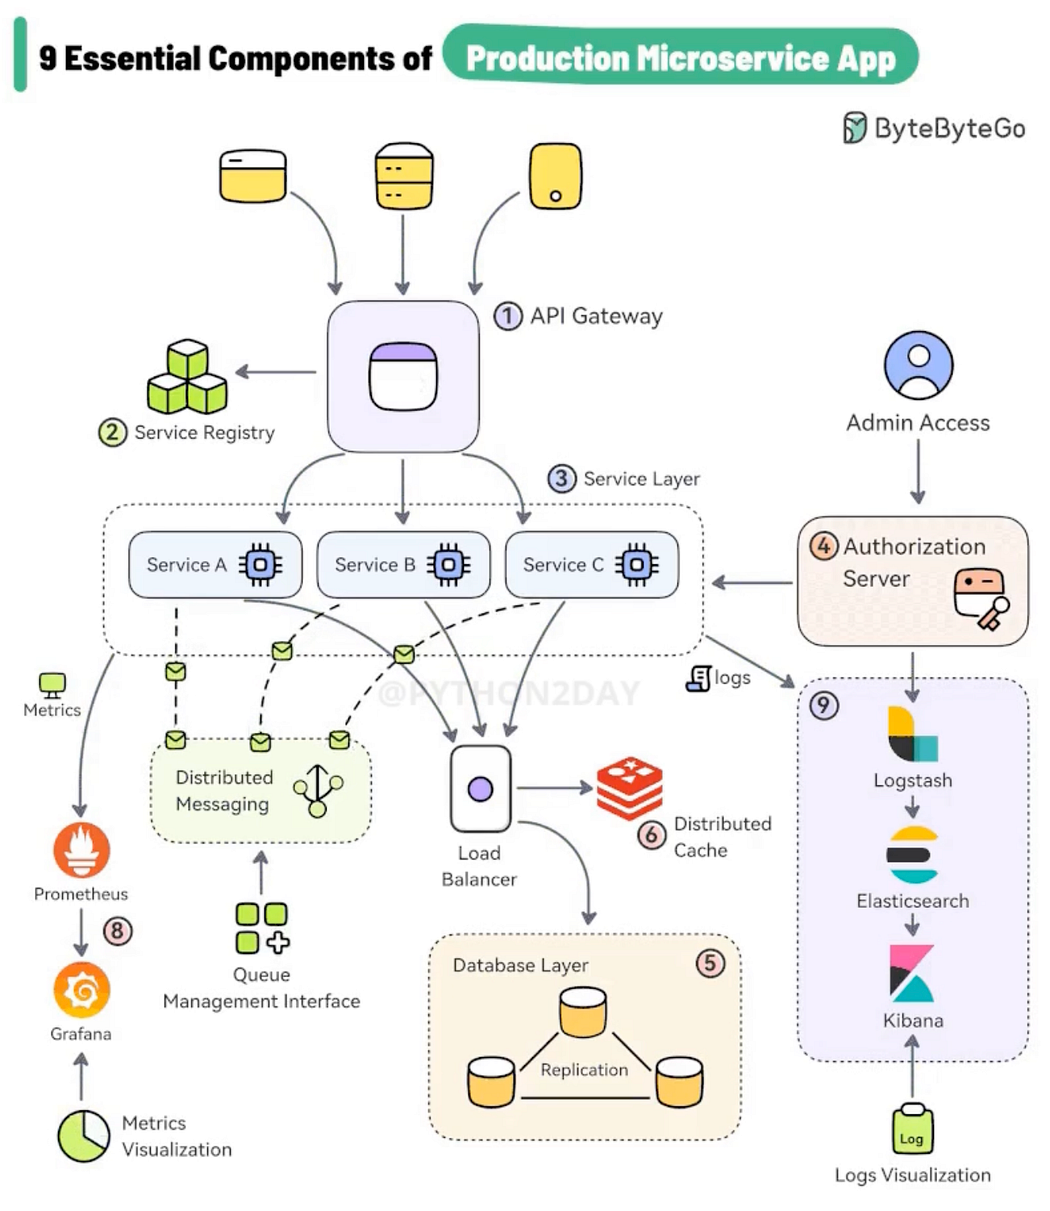 9 Essential Components of Production Microservice App
ByteByteGo
1 API Gateway
2 Service Registry
3 Service Layer
Admin Access
Service A
Service B
Service C
4 Authorization
Server
@PYTHON2DAY
logs
Metrics
9
Logstash
Distributed
Messaging
Distributed
6 Cache
Load
Balancer
Prometheus
Elasticsearch
8
Queue
Management Interface
Database Layer
5
Grafana
Kibana
Replication
Metrics
Visualization
Log
Logs Visualization